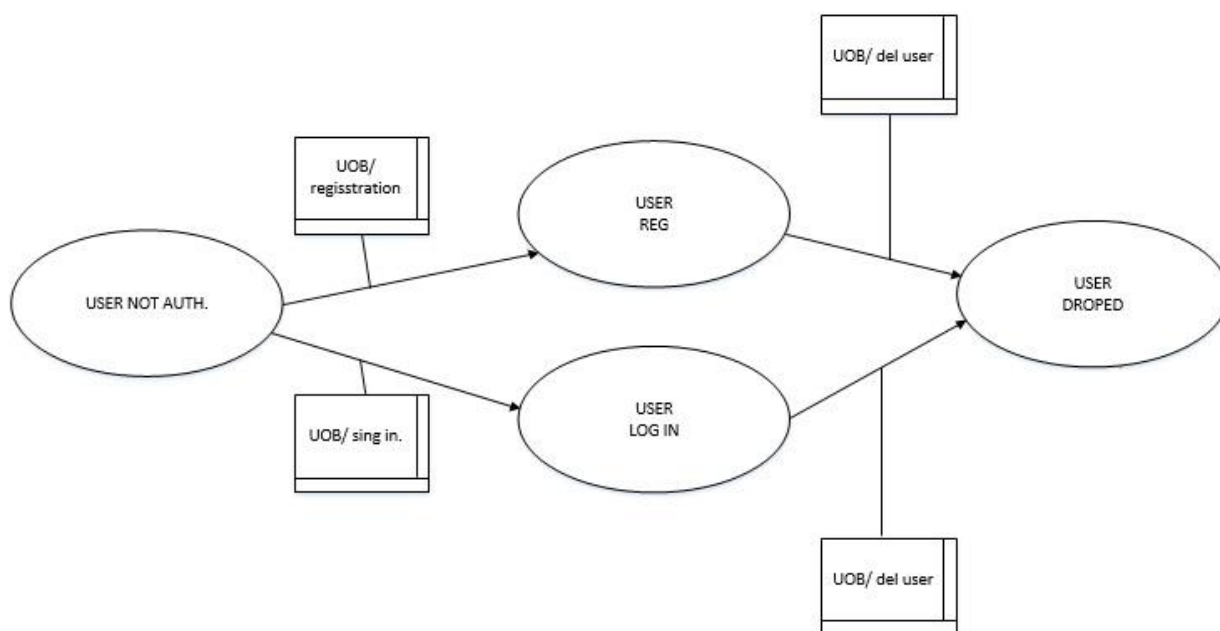 UOB/ del user
UOB/
regisstration
USER
REG
USER NOT AUTH.
USER
DROPED
UOB/ sing in.
USER
LOG IN
UOB/ del user